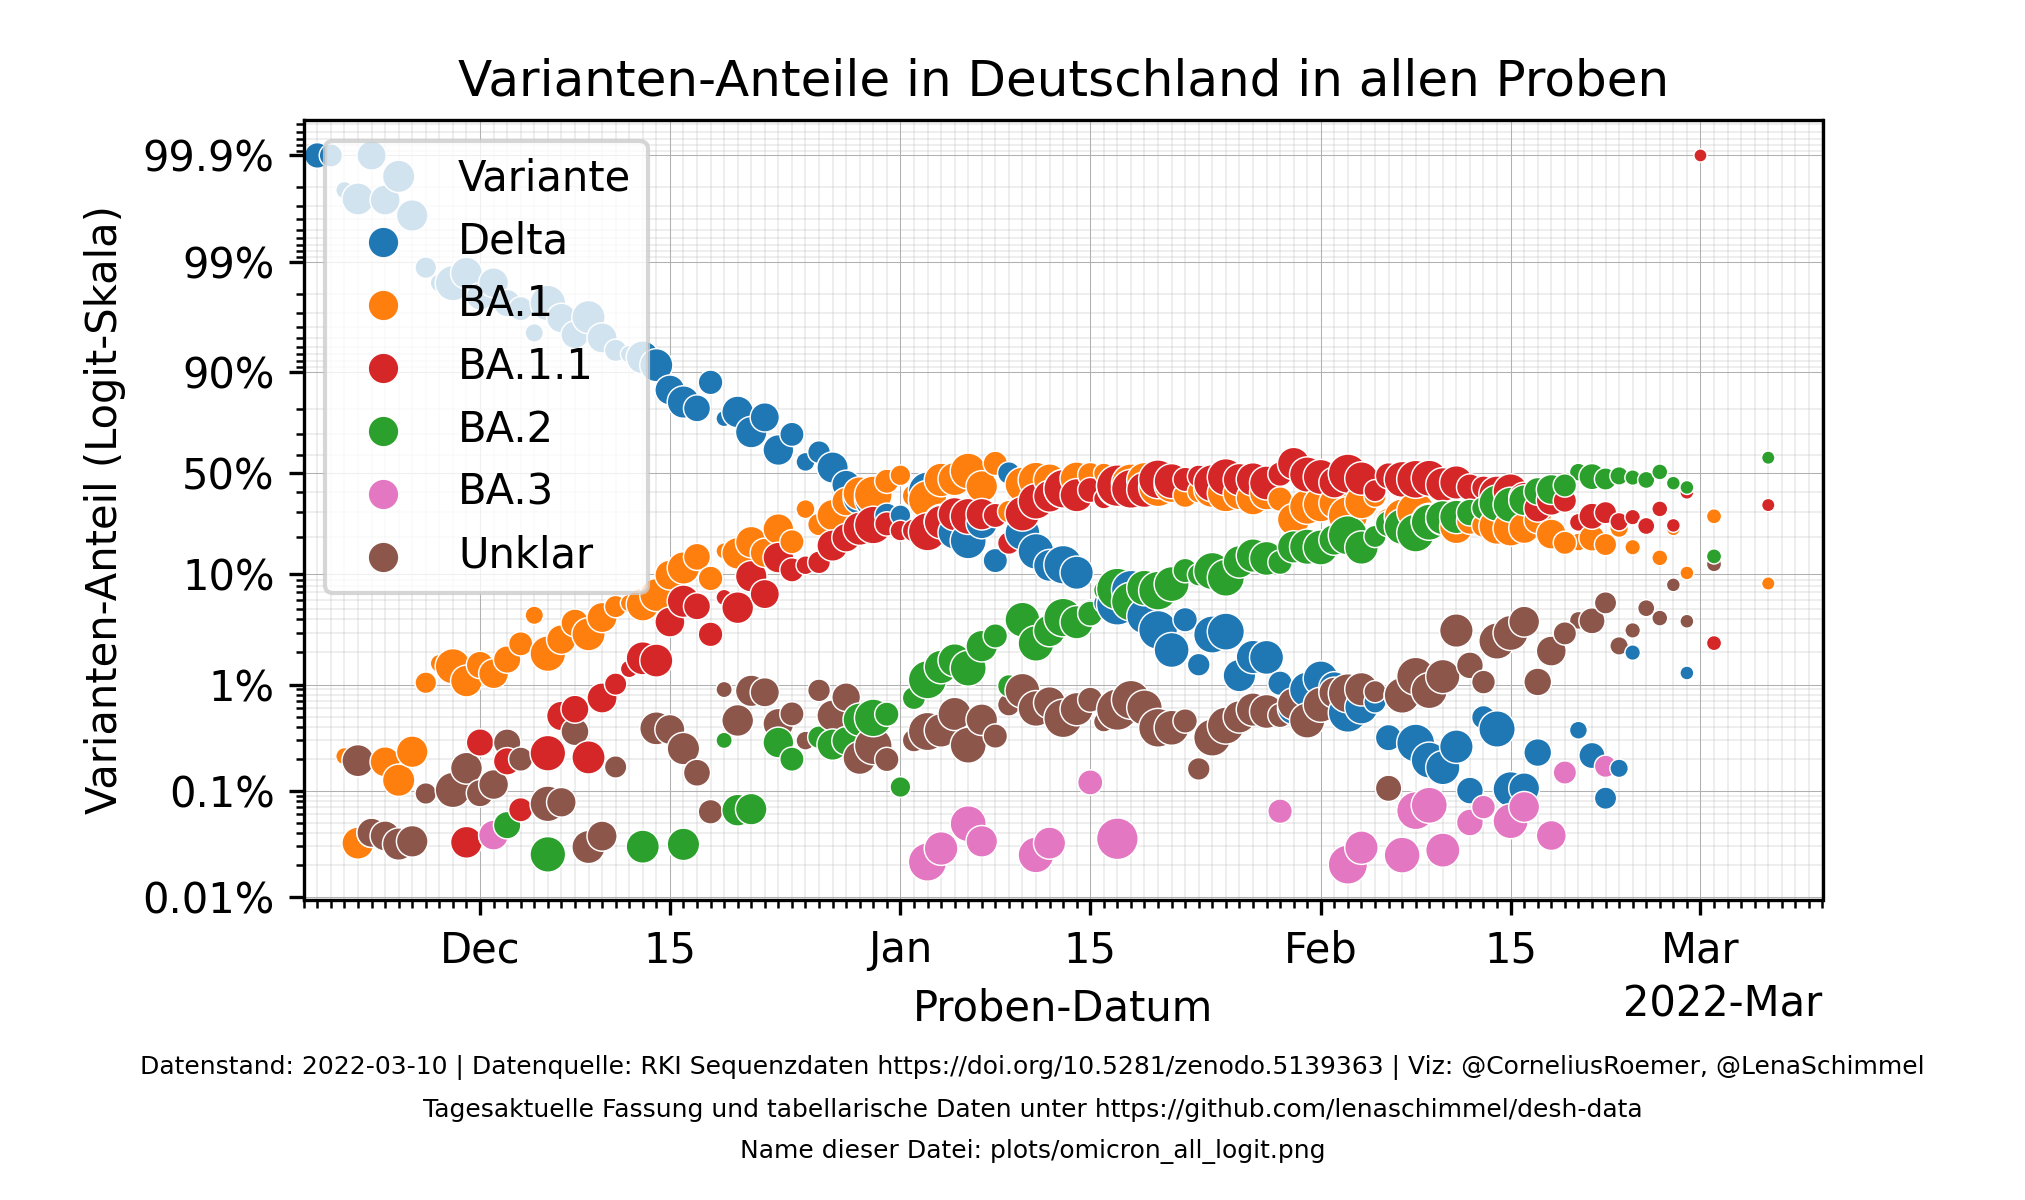 Varianten-Anteile in Deutschland in allen Proben
Varianten-Anteil (Logit-Skala)
99.9%
99%
90%
50%
10%
1%
0.1%
0.01%
Variante
Delta
BA.1
BA.1.1
BA.2
BA.3
Unklar
Dec 15 Jan 15 Feb 15 Mar
2022-Mar
Proben-Datum
Datenstand: 2022-03-10 | Datenquelle: RKI Sequenzdaten https://doi.org/10.5281/zenodo.5139363 | Viz: @CorneliusRoemer, @LenaSchimmel
Tagesaktuelle Fassung und tabellarische Daten unter https://github.com/lenaschimmel/desh-data
Name dieser Datei: plots/omicron_all_logit.png